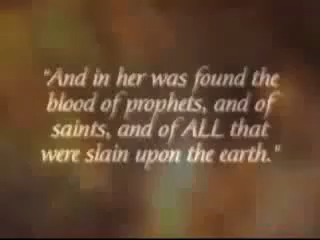 "And in her was found the
blood of prophets, and of
saints, and of ALL that
were slain upon the earth."